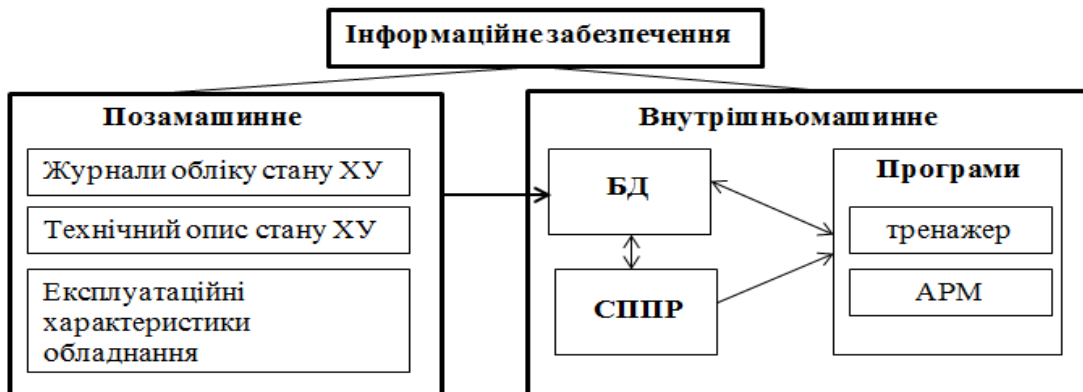 Інформаційне забезпечення
Позамашинне
Журнали обліку стану ХУ
Технічний опис стану ХУ
Експлуатаційні
характеристики
обладнання
Внутрішньомашинне
БД
СППР
Програми
тренажер
АРМ